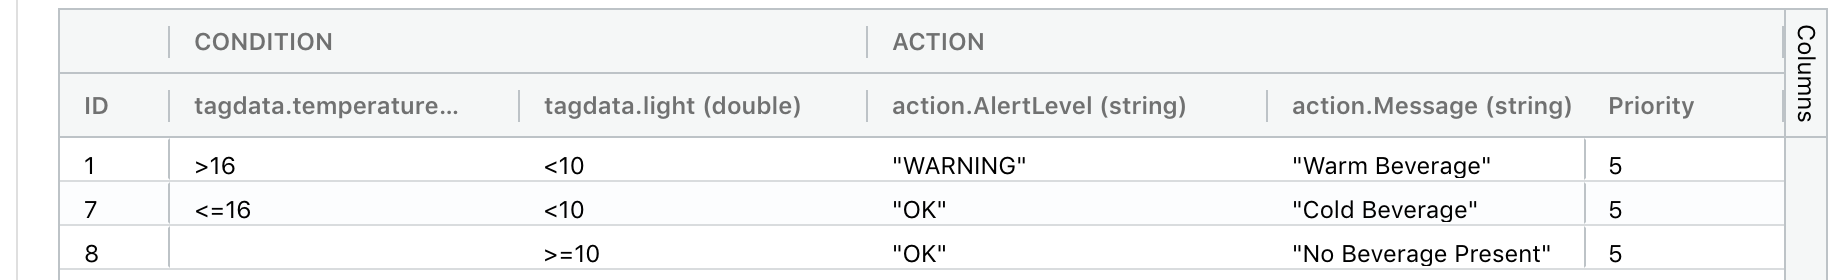 CONDITION ACTION
ID tagdata.temperature... tagdata.light (double) action.AlertLevel (string) action.Message (string) Priority
1 >16 <10 "WARNING" "Warm Beverage" 5
7 <=16 <10 "OK" "Cold Beverage" 5
8 >=10 "OK" "No Beverage Present" 5
Columns